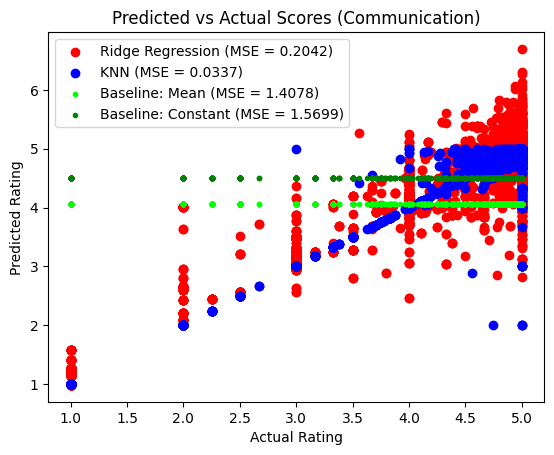 Predicted vs Actual Scores (Communication)
Ridge Regression (MSE = 0.2042)
KNN (MSE = 0.0337)
Baseline: Mean (MSE = 1.4078)
Baseline: Constant (MSE = 1.5699)
Predicted Rating
6
5
4
3
2
1
1.0 1.5 2.0 2.5 3.0 3.5 4.0 4.5 5.0
Actual Rating